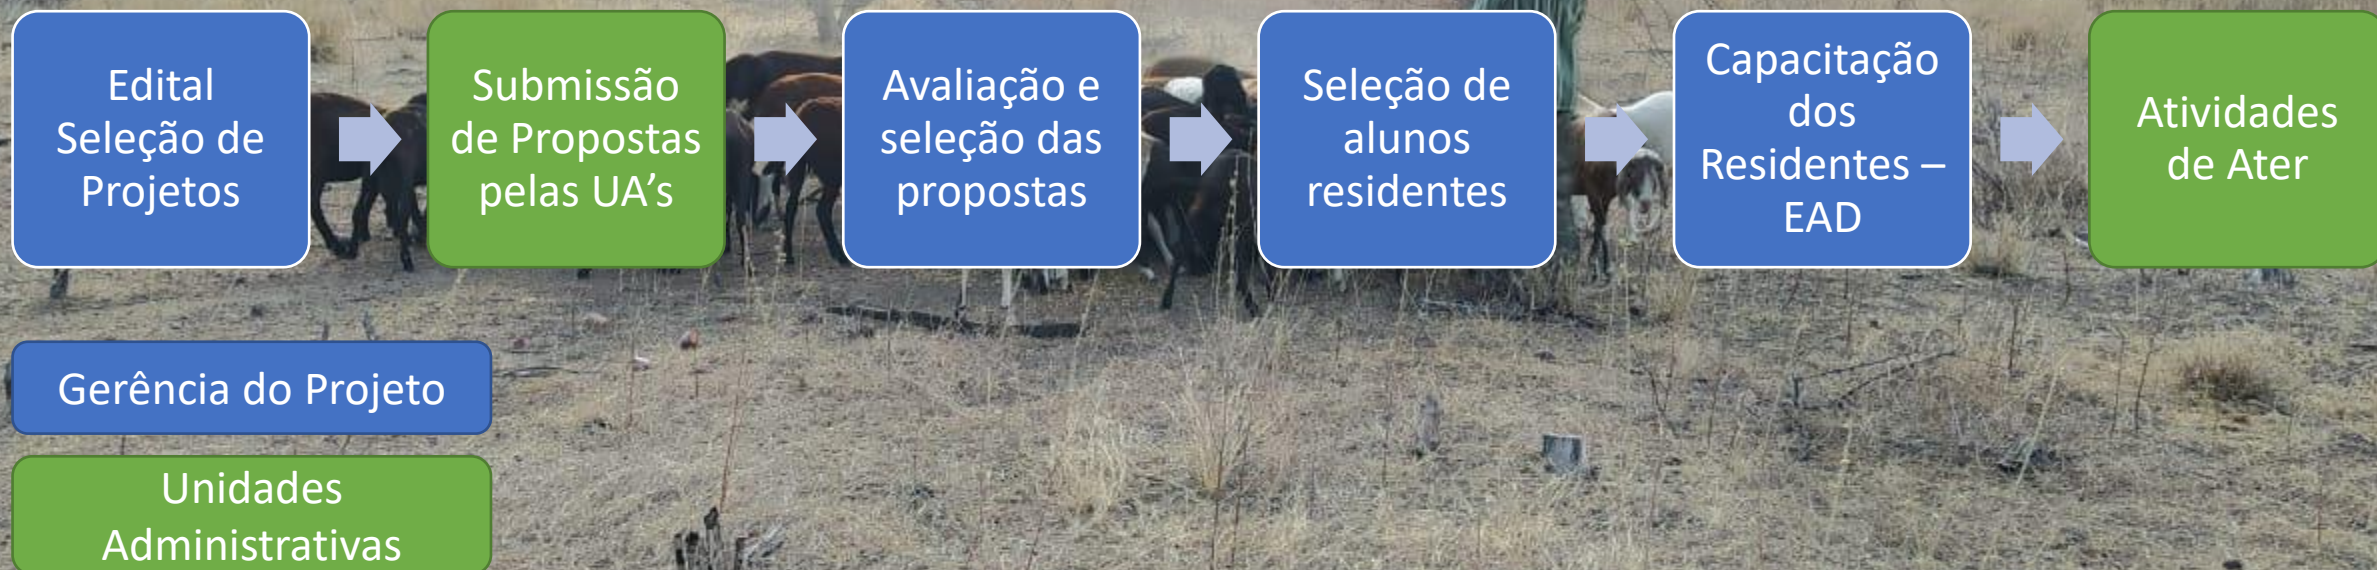 Edital
Seleção de
Projetos
Submissão
de Propostas
pelas UA’s
Avaliação e
seleção das
propostas
Seleção de
alunos
residentes
Capacitação
dos
Residentes –
EAD
Atividades
de Ater
Gerência do Projeto
Unidades
Administrativas